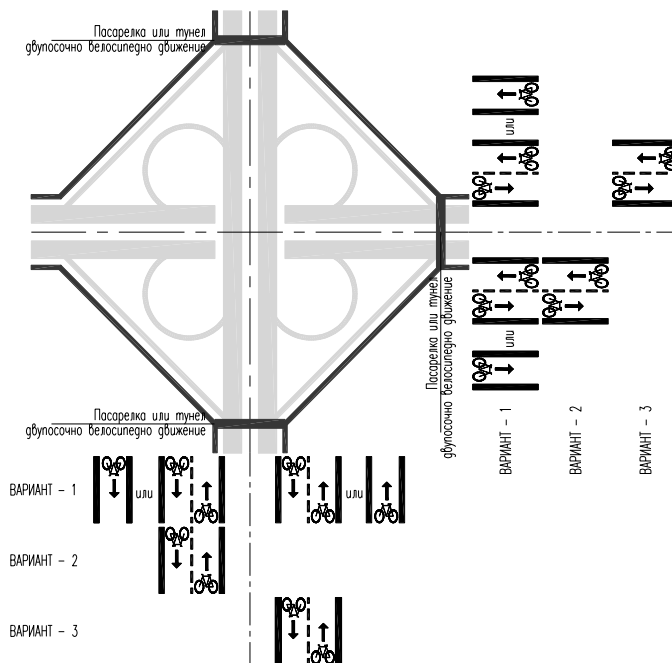 Пасарелка или тунел
двупосочно велосипедно движение
или
Пасарелка или тунел
двупосочно велосипедно движение
или
ВАРИАНТ - 1
ВАРИАНТ - 2
ВАРИАНТ - 3
Пасарелка или тунел
двупосочно велосипедно движение
ВАРИАНТ - 1
или
или
ВАРИАНТ - 2
ВАРИАНТ - 3